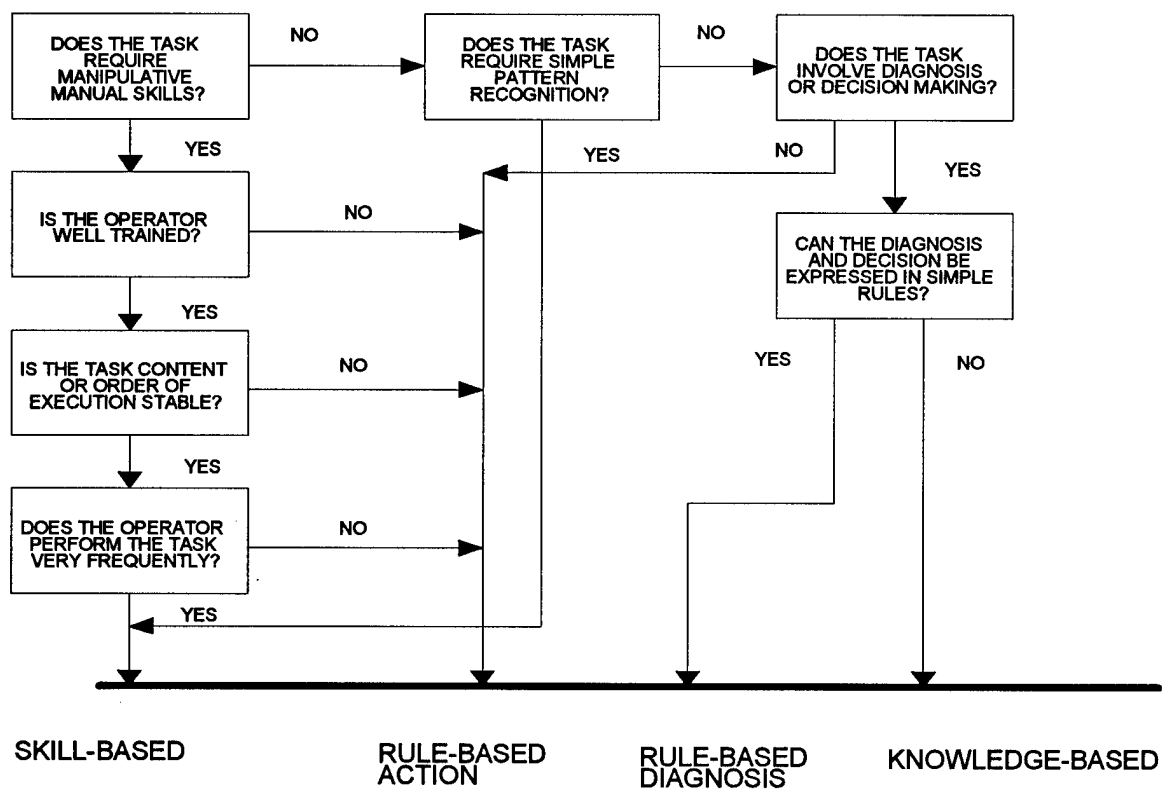 DOES THE TASK
REQUIRE
MANIPULATIVE
MANUAL SKILLS?
NO
DOES THE TASK
REQUIRE SIMPLE
PATTERN
RECOGNITION?
NO
DOES THE TASK
INVOLVE DIAGNOSIS
OR DECISION MAKING?
YES
YES
NO
YES
IS THE OPERATOR
WELL TRAINED?
NO
CAN THE DIAGNOSIS
AND DECISION BE
EXPRESSED IN SIMPLE
RULES?
YES
IS THE TASK CONTENT
OR ORDER OF
EXECUTION STABLE?
NO
YES
NO
YES
DOES THE OPERATOR
PERFORM THE TASK
VERY FREQUENTLY?
NO
YES
SKILL-BASED
RULE-BASED
ACTION
RULE-BASED
DIAGNOSIS
KNOWLEDGE-BASED